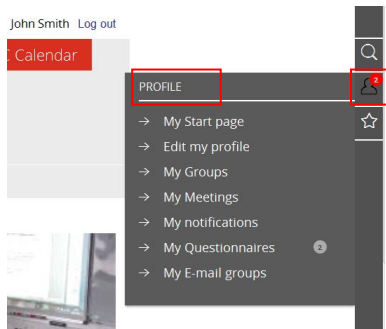 John Smith Log out
C Calendar
2
PROFILE
My Start page
Edit my profile
My Groups
My Meetings
My notifications
My Questionnaires 2
My E-mail groups